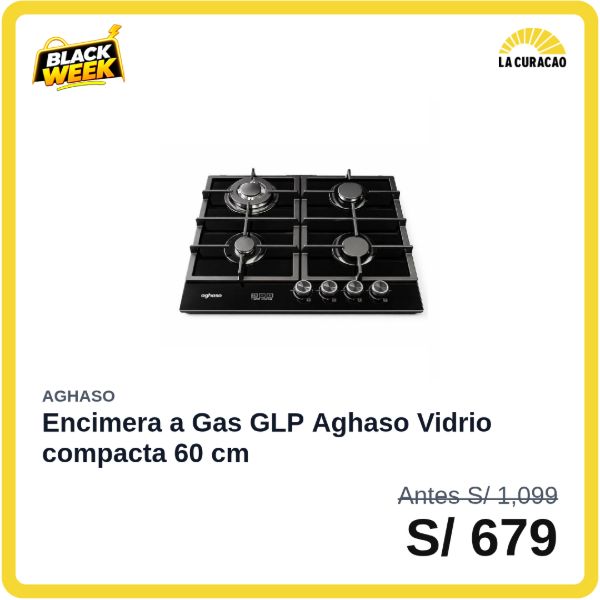 BLACK
WEEK
LA CURACAO
aghaso
AGHASO
Encimera a Gas GLP Aghaso Vidrio
compacta 60 cm
Antes S/ 1,099
S/ 679